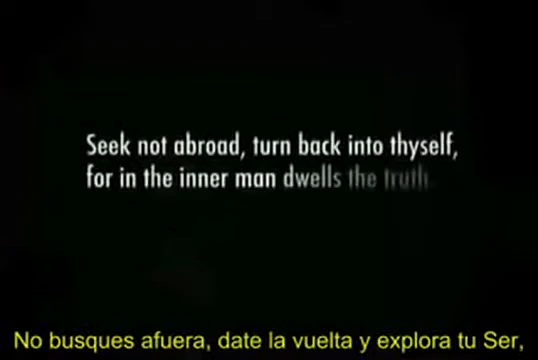 Seek not abroad, turn back into thyself,
for in the inner man dwells the truth.
No busques afuera, date la vuelta y explora tu Ser,